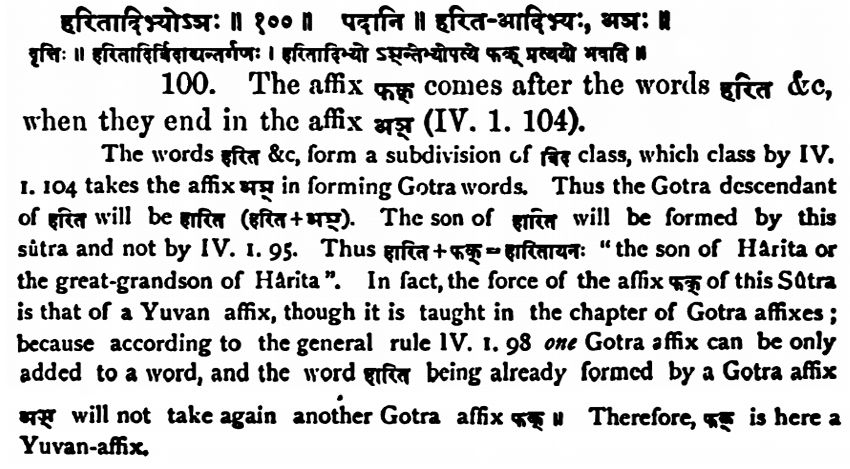 हरितादिभ्योऽञः ॥ १०० ॥ पदानि ॥ हरित-आदिभ्यः, अञः ॥
वृत्तिः ॥ हरितादिर्बिदाद्यन्तर्गणः । हरितादिभ्यो ऽञन्तेभ्योपत्ये फक् प्रत्ययो भवति ॥
100. The affix फक् comes after the words हरित &c,
when they end in the affix अञ् (IV. 1. 104).
The words हरित &c, form a subdivision of बिद class, which class by IV.
1. 104 takes the affix अञ् in forming Gotra words. Thus the Gotra descendant
of हरित will be हारित (हरित+अञ्). The son of हारित will be formed by this
sûtra and not by IV. 1. 95. Thus हारित+फक्=हारितायनः "the son of Hârita or
the great-grandson of Hârita". In fact, the force of the affix फक् of this Sûtra
is that of a Yuvan affix, though it is taught in the chapter of Gotra affixes;
because according to the general rule IV. 1. 98 one Gotra affix can be only
added to a word, and the word हारित being already formed by a Gotra affix
अञ् will not take again another Gotra affix फक् ॥ Therefore, फक् is here a
Yuvan-affix.